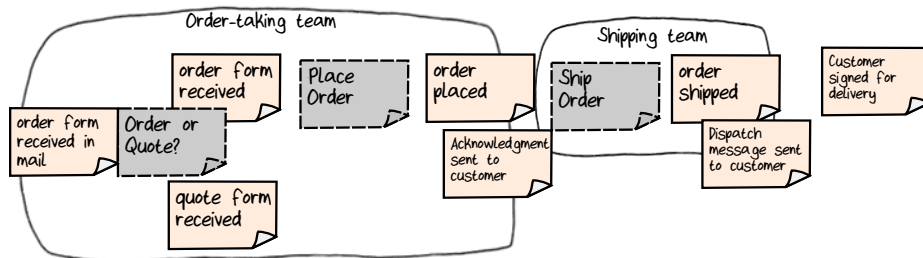 Order-taking team
Shipping team
order form
received in
mail
Order or
Quote?
order form
received
quote form
received
Place
Order
order
placed
Acknowledgment
sent to
customer
Ship
Order
order
shipped
Dispatch
message sent
to customer
Customer
signed for
delivery